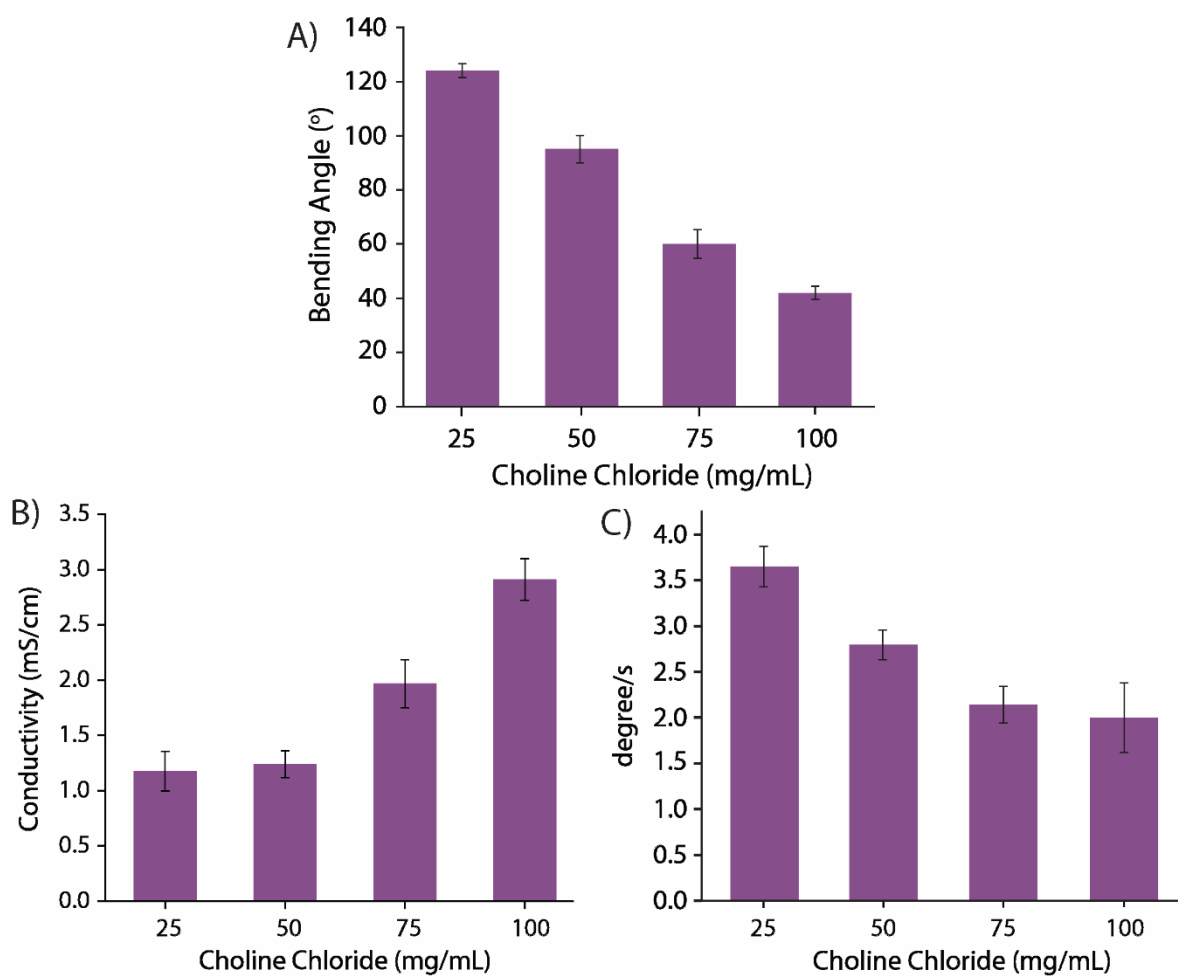 A)
Bending Angle (°)
140
120
100
80
60
40
20
0
25 50 75 100
Choline Chloride (mg/mL)
B)
Conductivity (mS/cm)
3.5
3.0
2.5
2.0
1.5
1.0
0.5
0.0
25 50 75 100
Choline Chloride (mg/mL)
C)
degree/s
4.0
3.5
3.0
2.5
2.0
1.5
1.0
0.5
0.0
25 50 75 100
Choline Chloride (mg/mL)